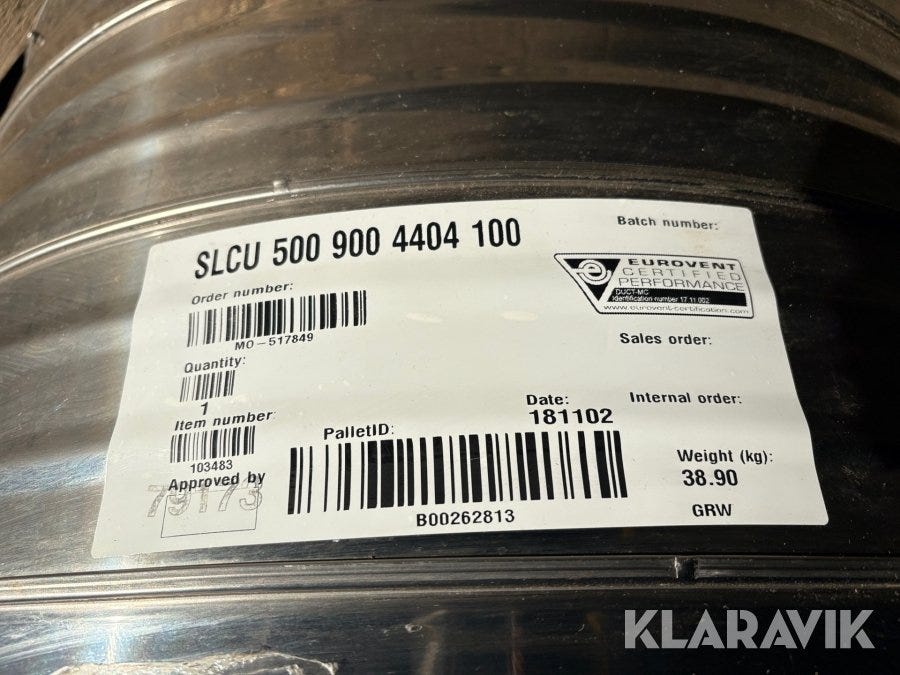 SLCU 500 900 4404 100
Batch number:
EUROVENT
CERTIFIED
PERFORMANCE
DUCT-MC
Identification number 17.11.002
www.eurovent-certification.com
Order number:
MO-517849
Sales order:
Quantity:
1
Internal order:
Date:
181102
Item number:
103483
PalletID:
B00262813
Weight (kg):
38.90
GRW
Approved by
79173
KLARAVIK